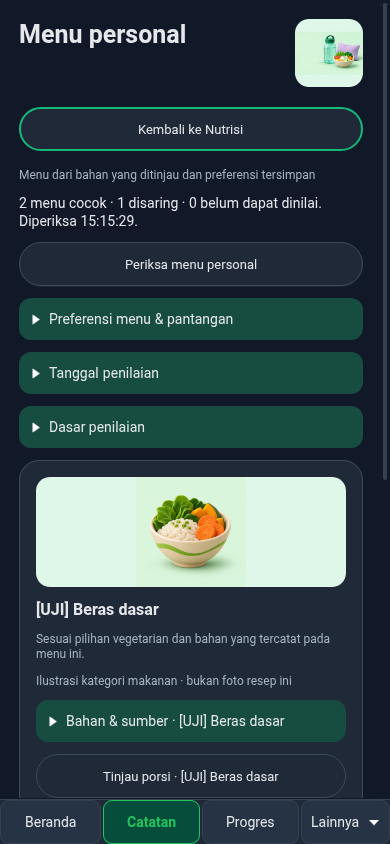 Menu personal
Kembali ke Nutrisi
Menu dari bahan yang ditinjau dan preferensi tersimpan
2 menu cocok · 1 disaring · 0 belum dapat dinilai.
Diperiksa 15:15:29.
Periksa menu personal
Preferensi menu & pantangan
Tanggal penilaian
Dasar penilaian
[UJI] Beras dasar
Sesuai pilihan vegetarian dan bahan yang tercatat pada
menu ini.
Ilustrasi kategori makanan · bukan foto resep ini
Bahan & sumber · [UJI] Beras dasar
Tinjau porsi · [UJI] Beras dasar
Beranda
Catatan
Progres
Lainnya